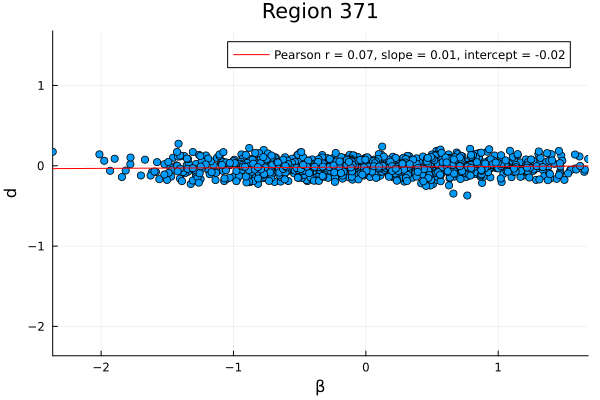 Region 371
Pearson r = 0.07, slope = 0.01, intercept = -0.02
1
0
−1
−2
d
−2
−1
0
1
β